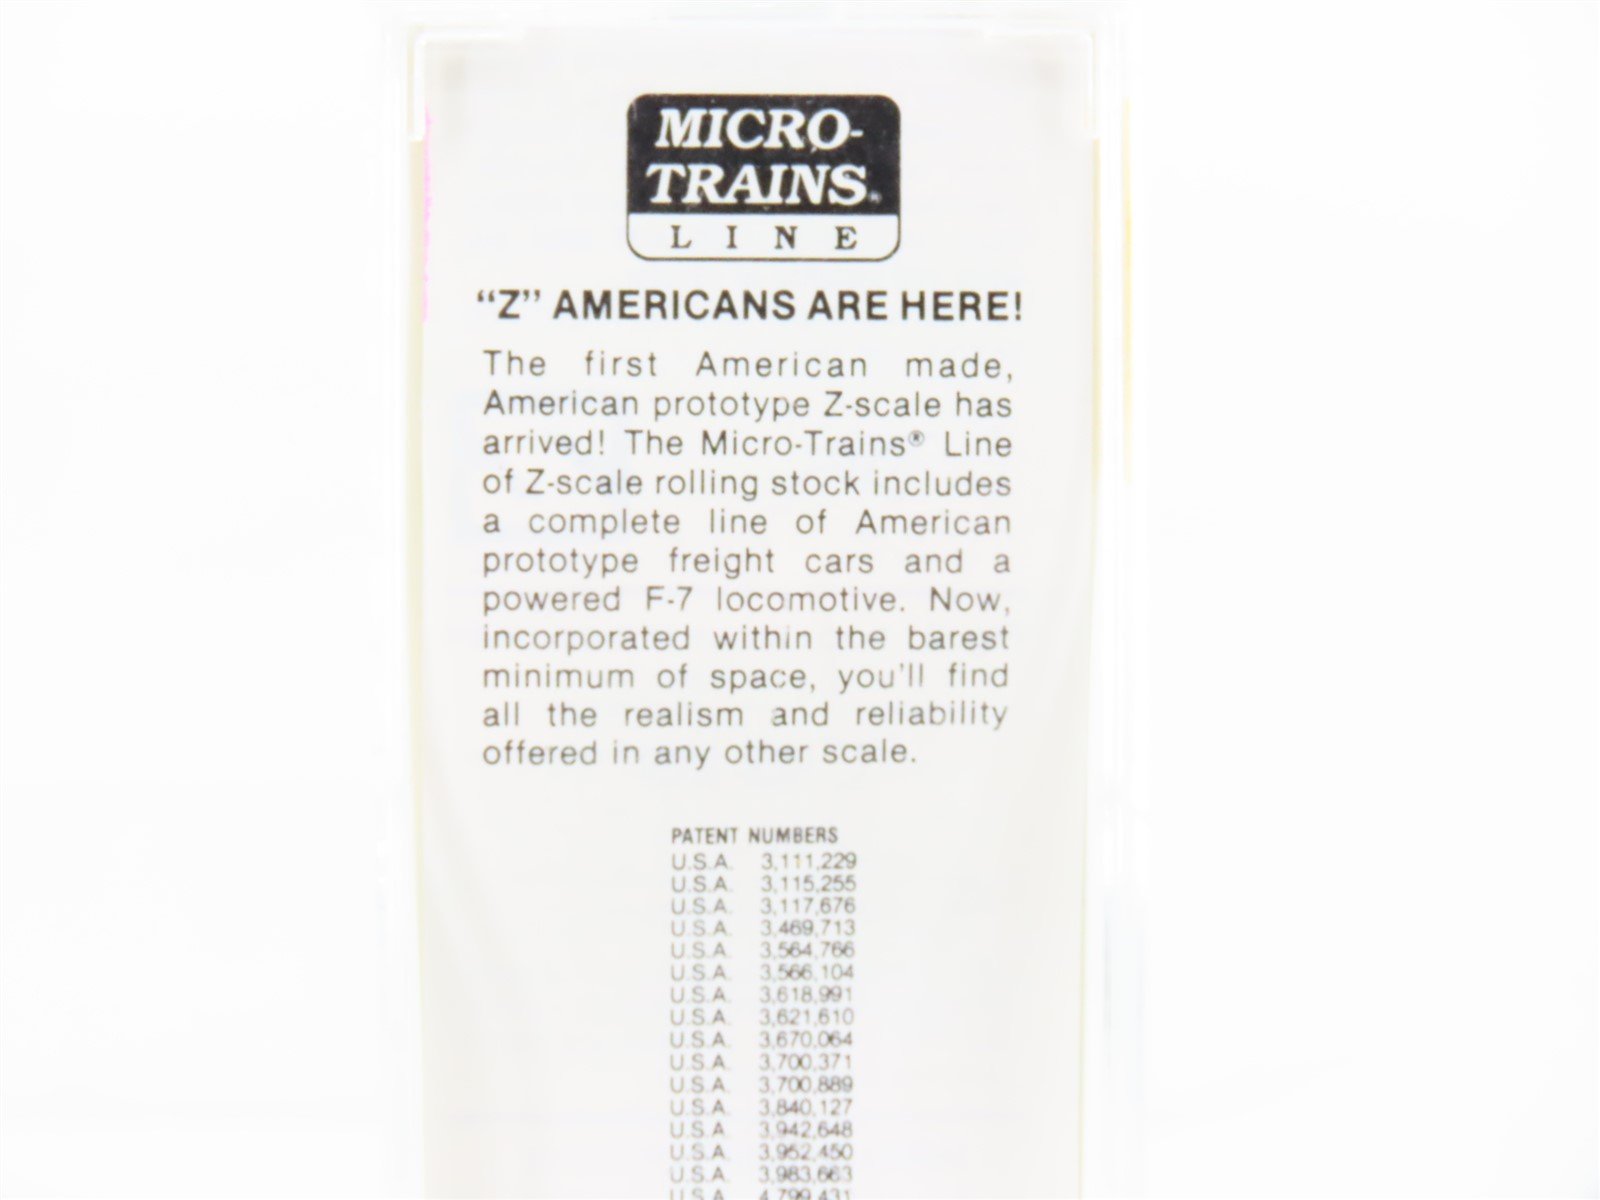 MICRO-
TRAINS®
LINE
“Z” AMERICANS ARE HERE!
The first American made,
American prototype Z-scale has
arrived! The Micro-Trains® Line
of Z-scale rolling stock includes
a complete line of American
prototype freight cars and a
powered F-7 locomotive. Now,
incorporated within the barest
minimum of space, you'll find
all the realism and reliability
offered in any other scale.
PATENT NUMBERS
U.S.A. 3,111,229
U.S.A. 3,115,255
U.S.A. 3,117,676
U.S.A. 3,469,713
U.S.A. 3,564,766
U.S.A. 3,566,104
U.S.A. 3,618,991
U.S.A. 3,621,610
U.S.A. 3,670,064
U.S.A. 3,700,371
U.S.A. 3,700,889
U.S.A. 3,840,127
U.S.A. 3,942,648
U.S.A. 3,952,450
U.S.A. 3,983,663
U.S.A. 4,799,431